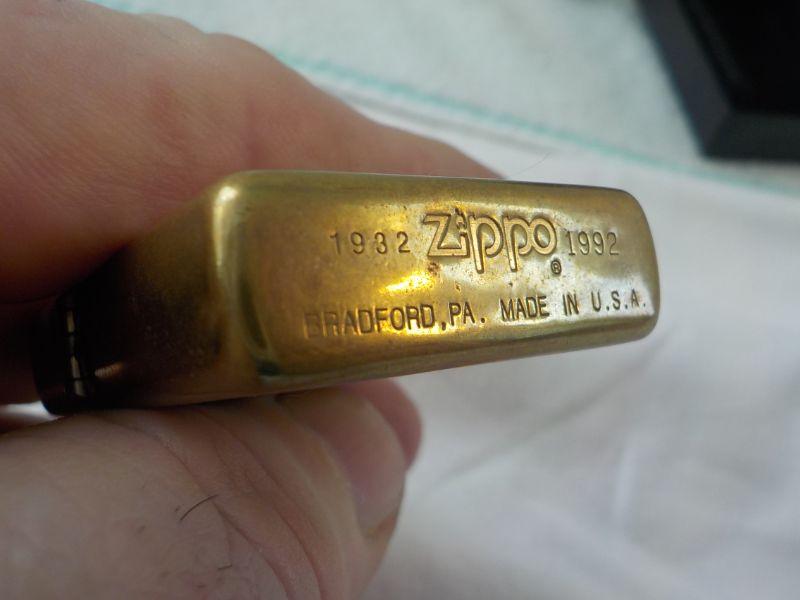 1932 Zippo 1992
®
BRADFORD, PA. MADE IN U.S.A.